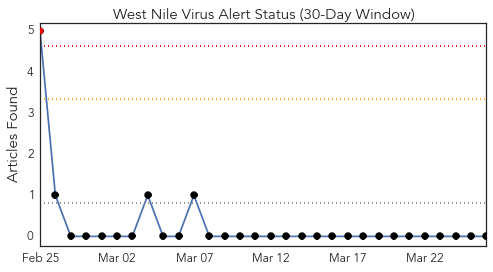 West Nile Virus Alert Status (30-Day Window)
Articles Found
5
4
3
2
1
0
Feb 25
Mar 02
Mar 07
Mar 12
Mar 17
Mar 22